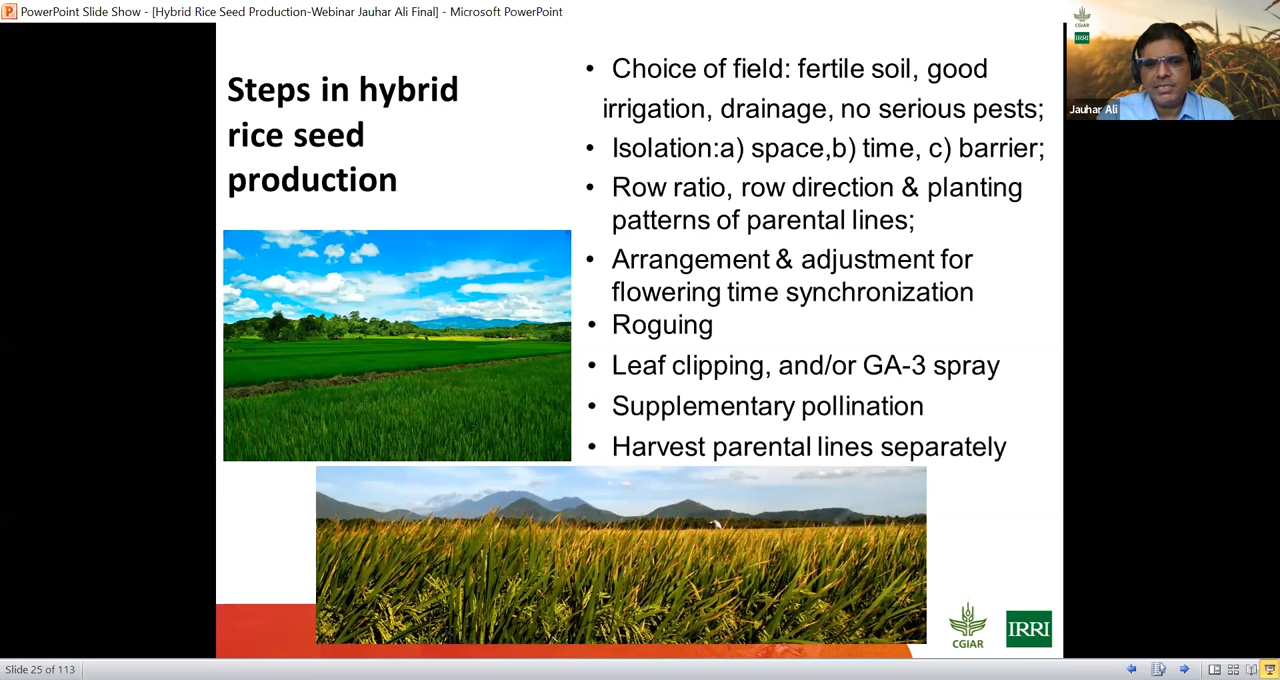 PowerPoint Slide Show - [Hybrid Rice Seed Production-Webinar Jauhar Ali Final] - Microsoft PowerPoint
Steps in hybrid
rice seed
production
• Choice of field: fertile soil, good
irrigation, drainage, no serious pests;
• Isolation:a) space,b) time, c) barrier;
• Row ratio, row direction & planting
patterns of parental lines;
• Arrangement & adjustment for
flowering time synchronization
• Roguing
• Leaf clipping, and/or GA-3 spray
• Supplementary pollination
• Harvest parental lines separately
CGIAR
IRRI
Jauhar Ali
CGIAR
IRRI
Slide 25 of 113